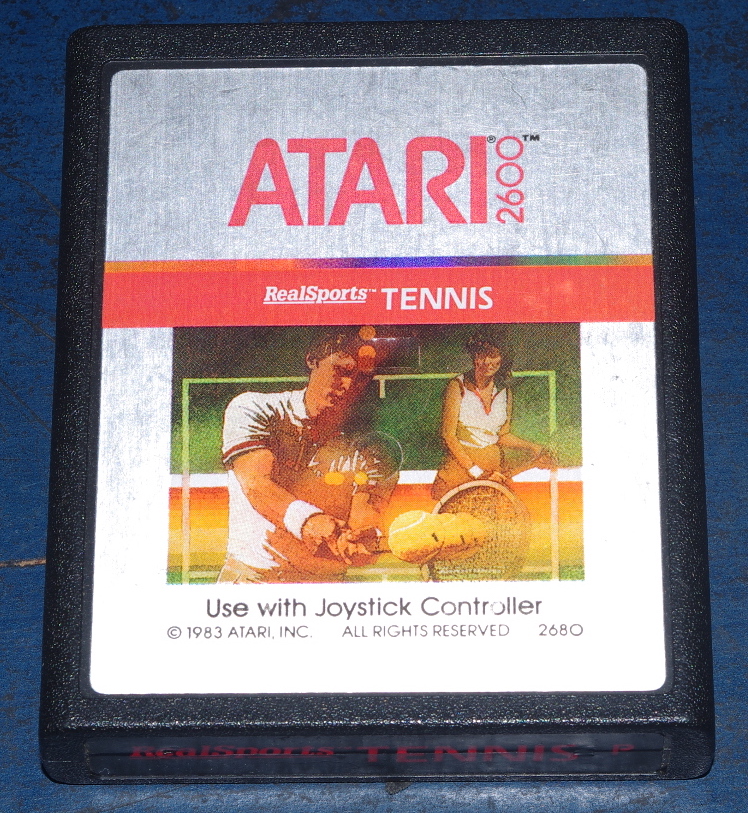 ATARI® 2600™
RealSports™ TENNIS
Use with Joystick Controller
© 1983 ATARI, INC. ALL RIGHTS RESERVED 2680
RealSports TENNIS P